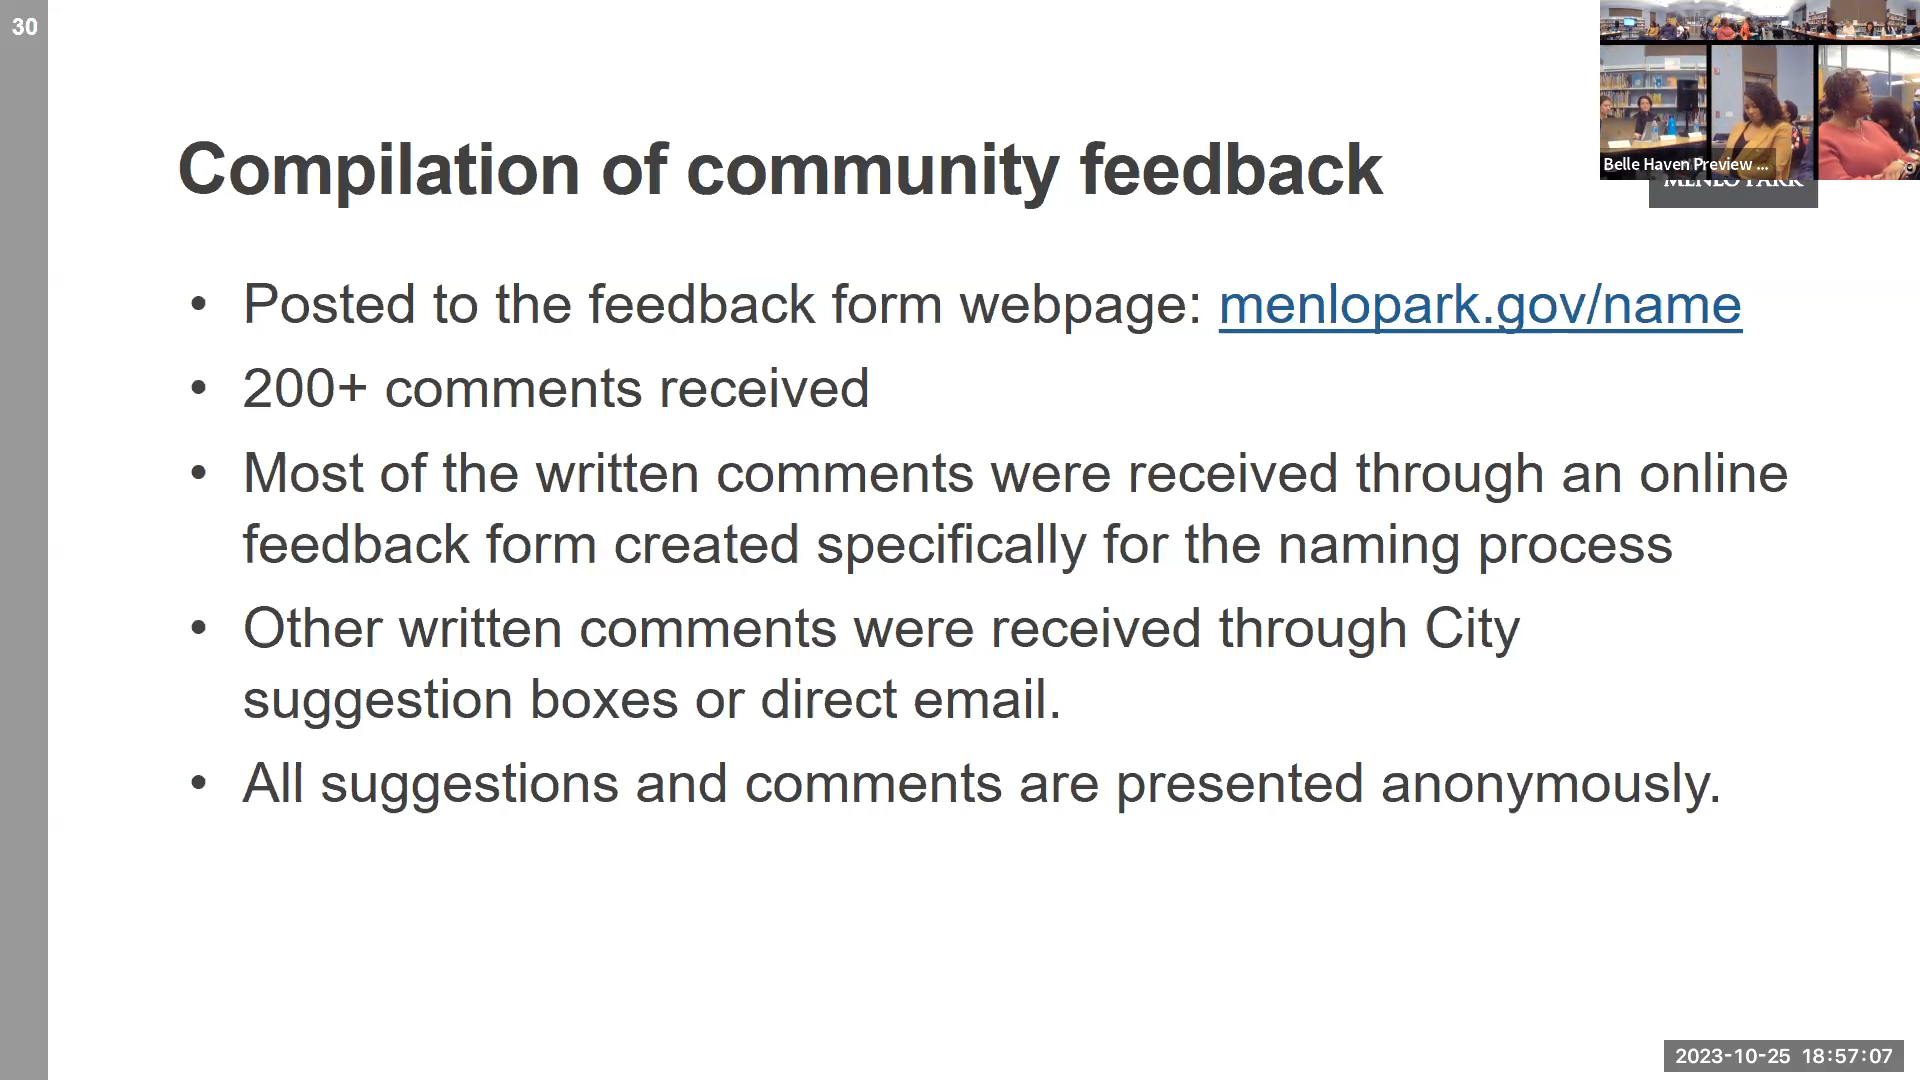 30
Belle Haven Preview ...
MENLO PARK
Compilation of community feedback
• Posted to the feedback form webpage: menlopark.gov/name
• 200+ comments received
• Most of the written comments were received through an online
feedback form created specifically for the naming process
• Other written comments were received through City
suggestion boxes or direct email.
• All suggestions and comments are presented anonymously.
2023-10-25 18:57:07